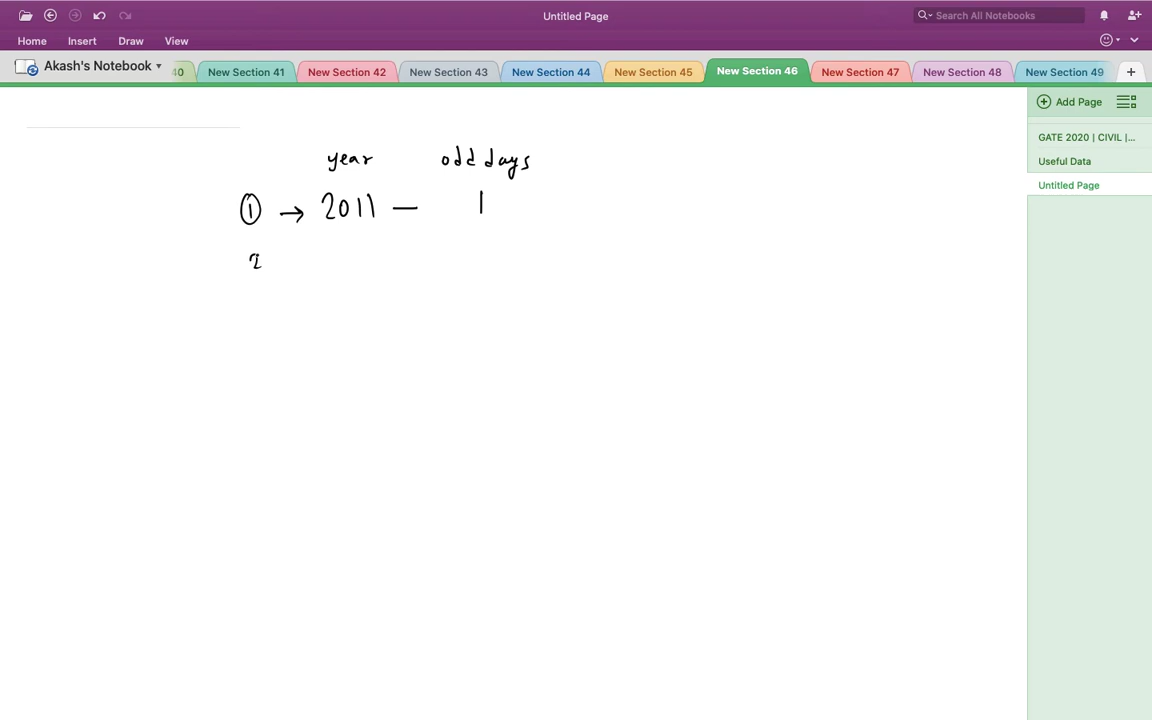 Untitled Page
Search All Notebooks
Home Insert Draw View
Akash's Notebook
40 New Section 41 New Section 42 New Section 43 New Section 44 New Section 45 New Section 46 New Section 47 New Section 48 New Section 49 +
Add Page
GATE 2020 | CIVIL |...
Useful Data
Untitled Page
year odd days
① → 2011 — 1
2